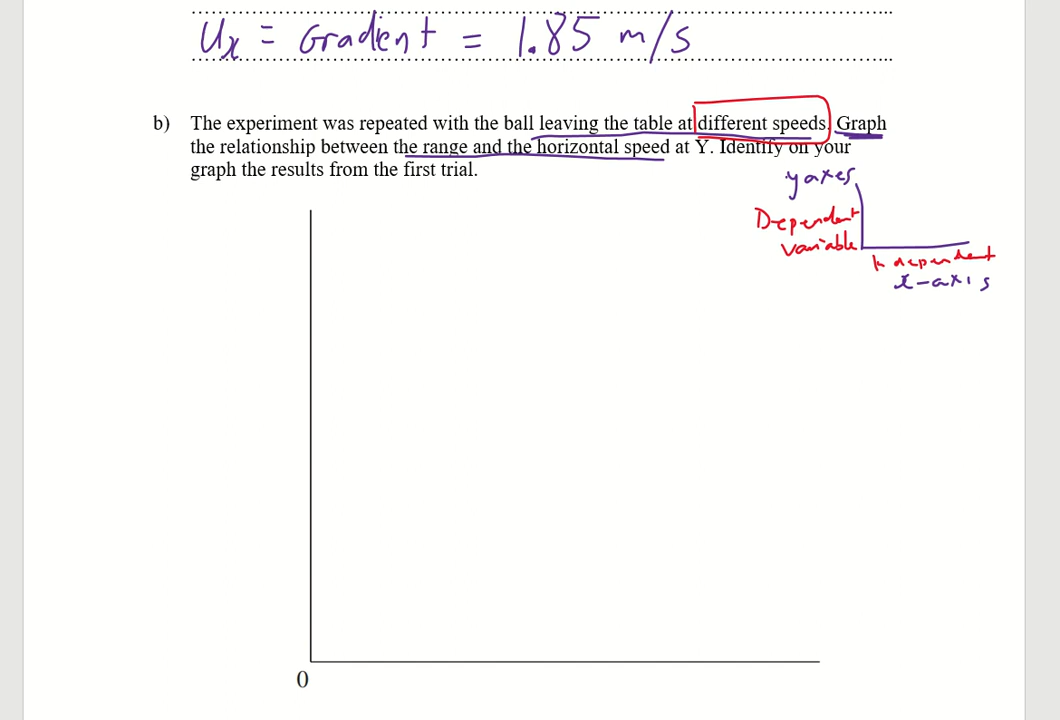 Ux = Gradient = 1.85 m/s
b) The experiment was repeated with the ball leaving the table at different speeds. Graph
the relationship between the range and the horizontal speed at Y. Identify on your
graph the results from the first trial.
y axes
Dependent
variable
Independent
x-axis
0